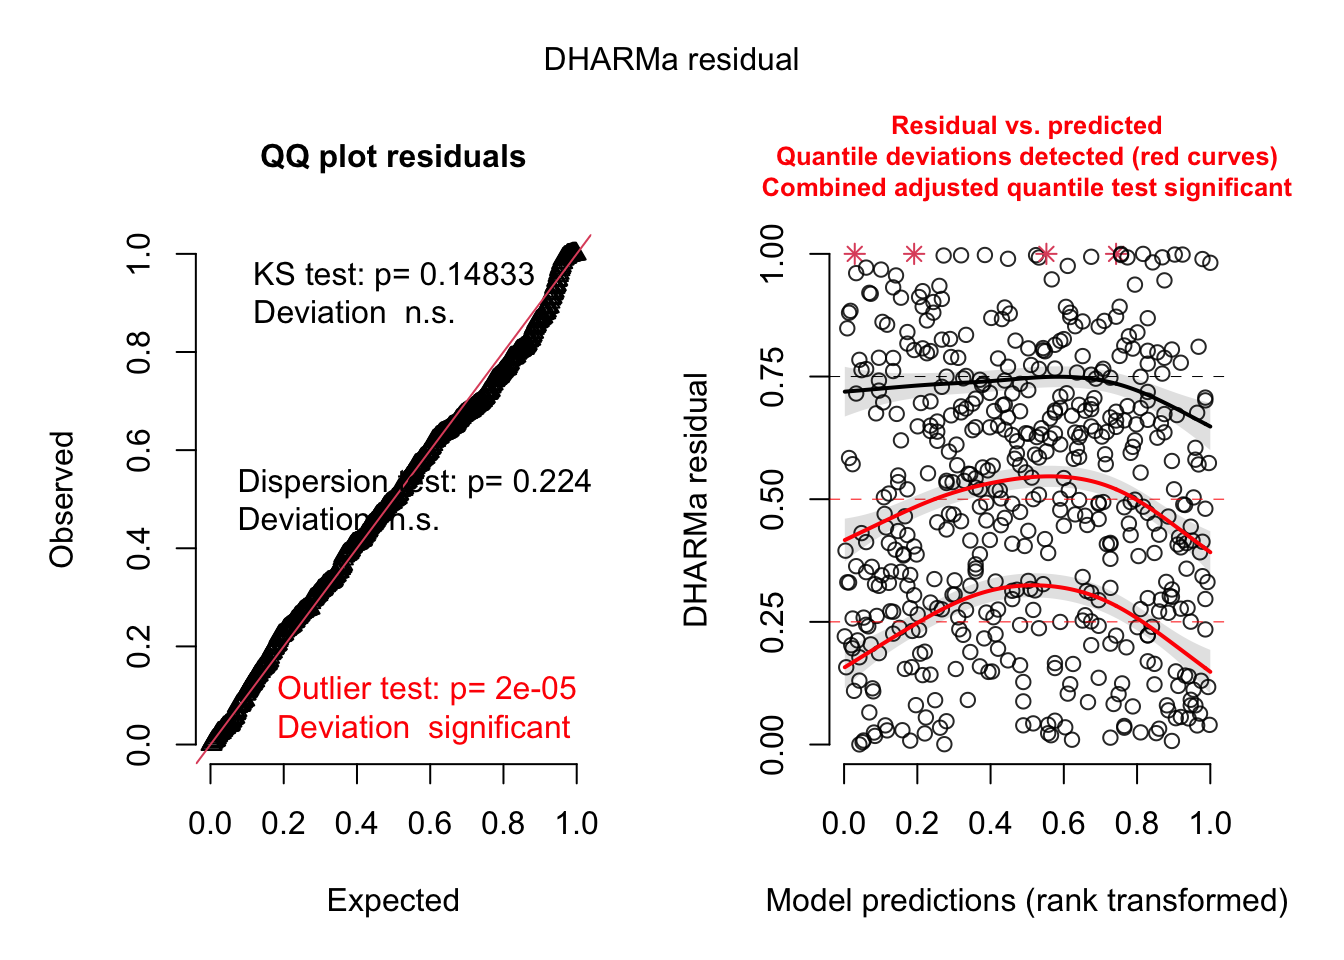 DHARMa residual
QQ plot residuals
KS test: p= 0.14833
Deviation  n.s.
Dispersion test: p= 0.224
Deviation n.s.
Outlier test: p= 2e-05
Deviation  significant
Observed
0.0 0.2 0.4 0.6 0.8 1.0
0.0 0.2 0.4 0.6 0.8 1.0
Expected
Residual vs. predicted
Quantile deviations detected (red curves)
Combined adjusted quantile test significant
DHARMa residual
0.00 0.25 0.50 0.75 1.00
0.0 0.2 0.4 0.6 0.8 1.0
Model predictions (rank transformed)